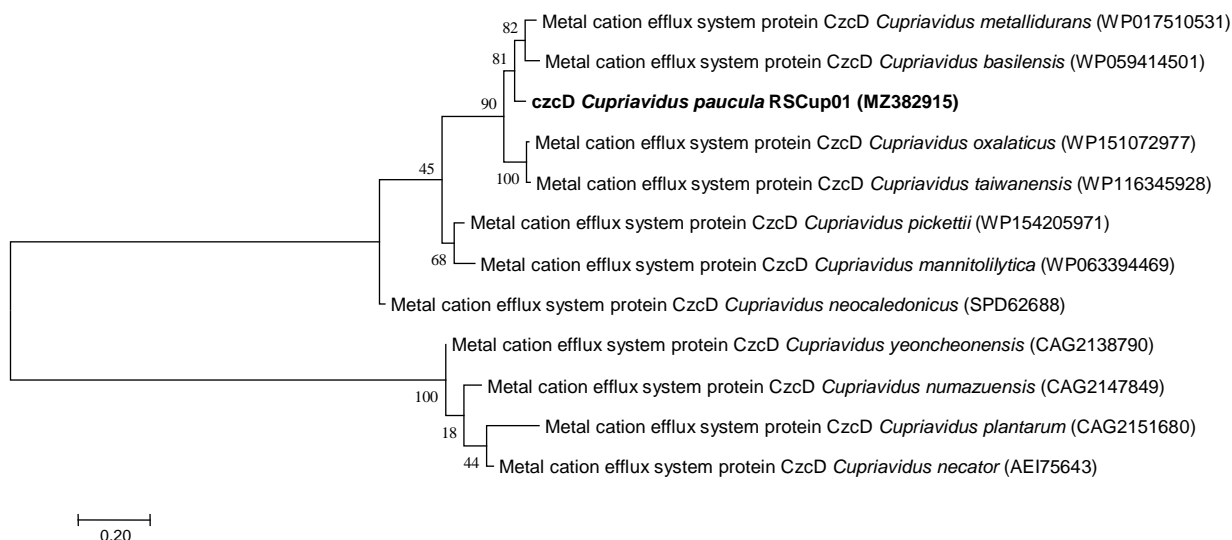 Metal cation efflux system protein CzcD Cupriavidus metallidurans (WP017510531)
82
Metal cation efflux system protein CzcD Cupriavidus basilensis (WP059414501)
81
czcD Cupriavidus paucula RSCup01 (MZ382915)
90
Metal cation efflux system protein CzcD Cupriavidus oxalaticus (WP151072977)
45
100
Metal cation efflux system protein CzcD Cupriavidus taiwanensis (WP116345928)
Metal cation efflux system protein CzcD Cupriavidus pickettii (WP154205971)
68
Metal cation efflux system protein CzcD Cupriavidus mannitolilytica (WP063394469)
Metal cation efflux system protein CzcD Cupriavidus neocaledonicus (SPD62688)
Metal cation efflux system protein CzcD Cupriavidus yeoncheonensis (CAG2138790)
100
Metal cation efflux system protein CzcD Cupriavidus numazuensis (CAG2147849)
18
Metal cation efflux system protein CzcD Cupriavidus plantarum (CAG2151680)
44
Metal cation efflux system protein CzcD Cupriavidus necator (AEI75643)
0.20